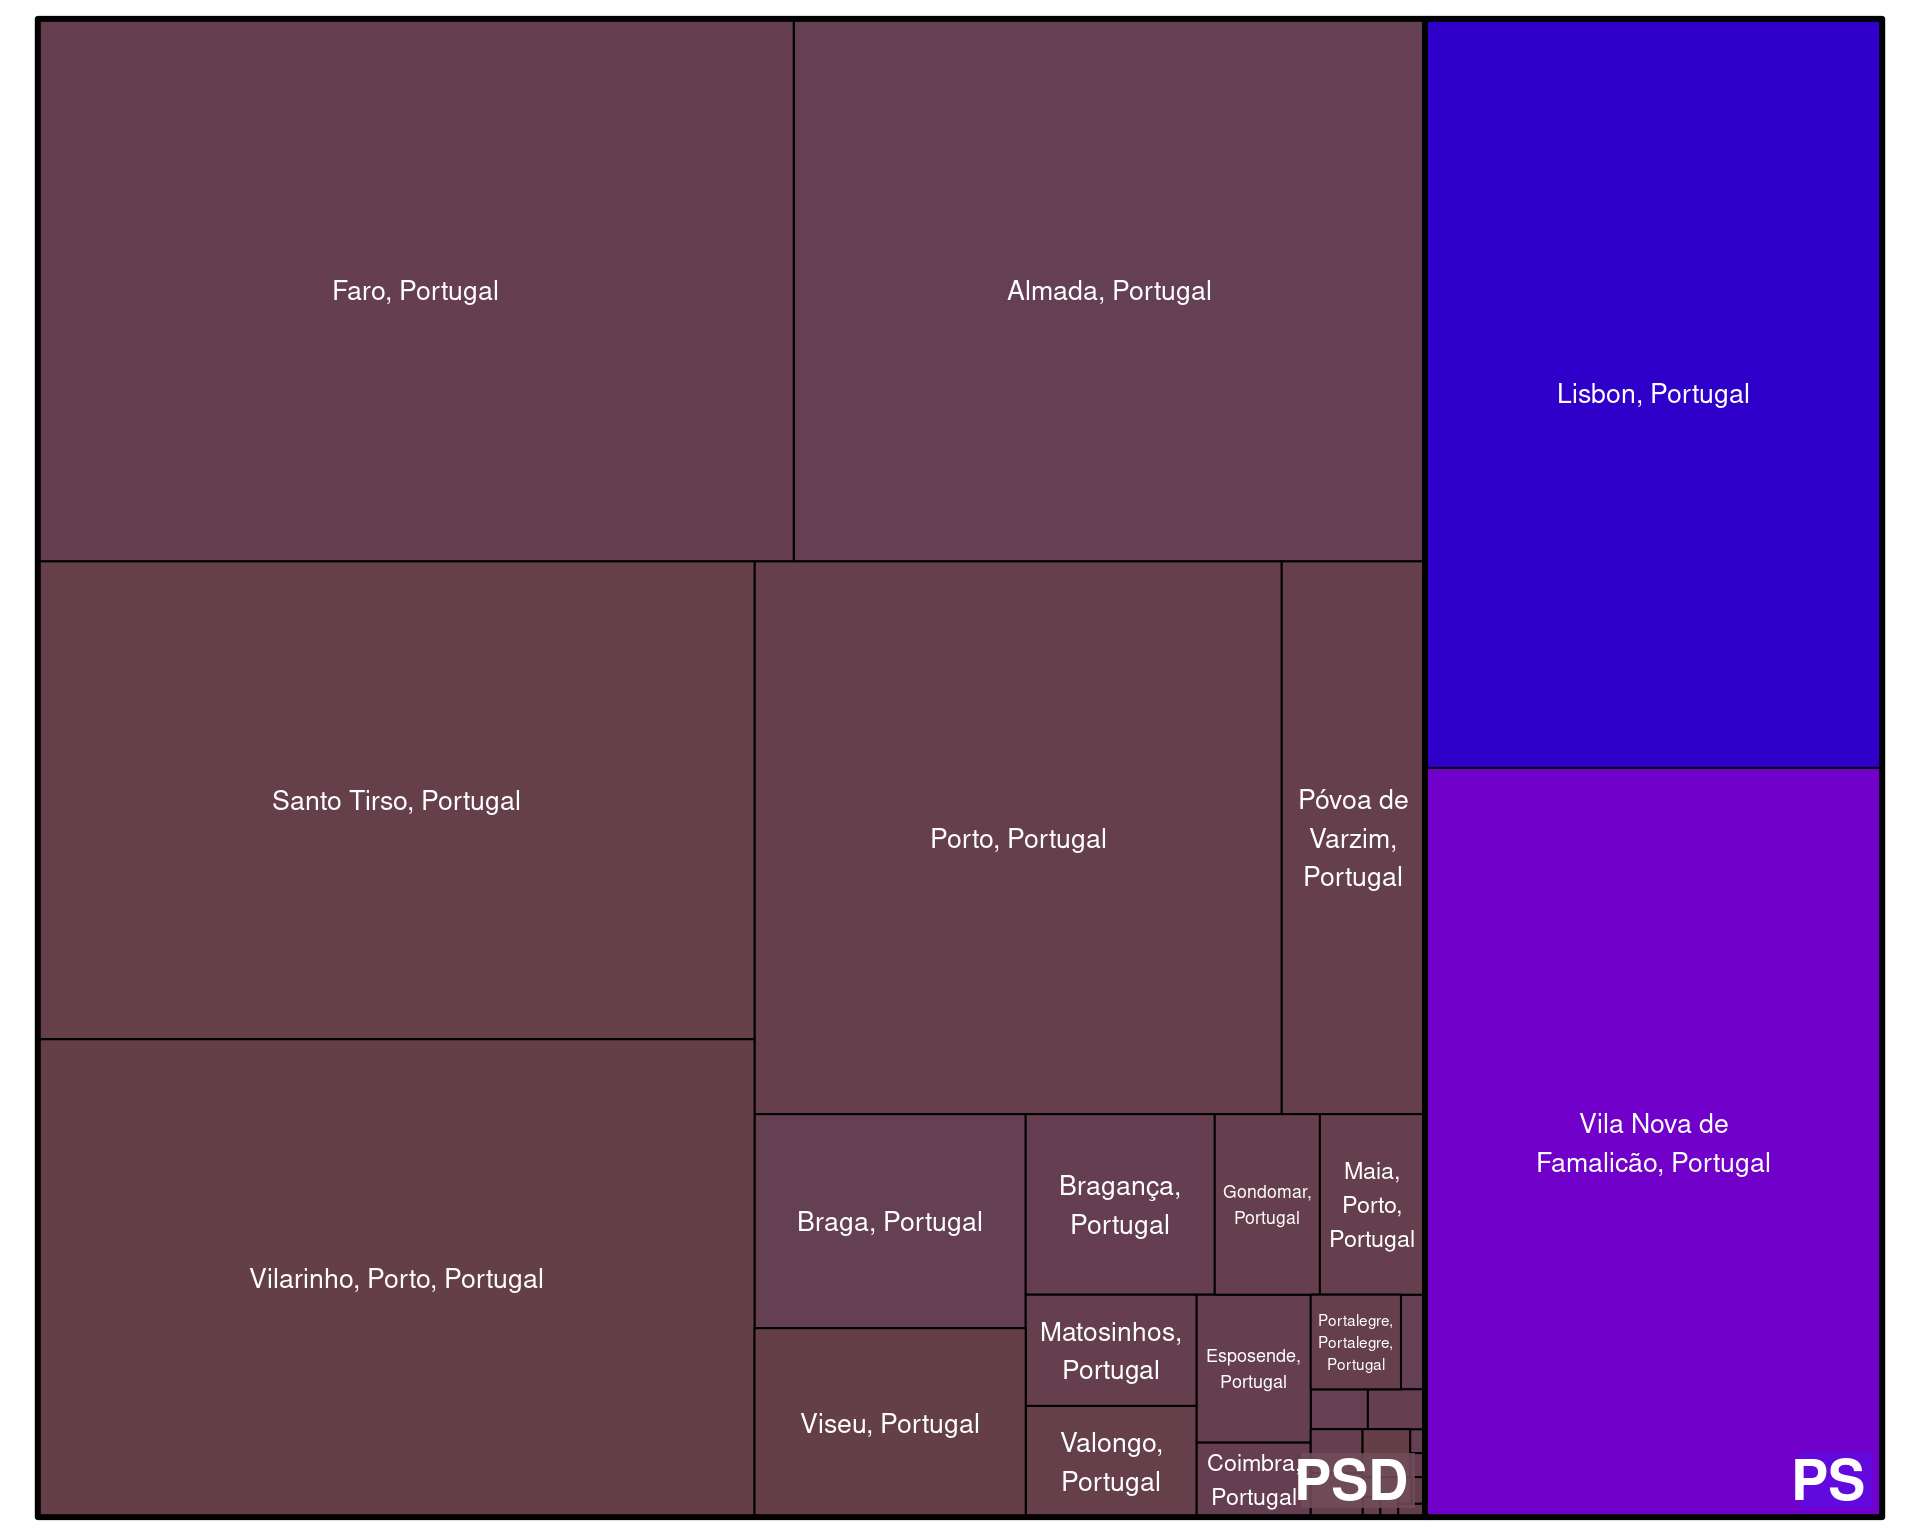 Faro, Portugal
Almada, Portugal
Lisbon, Portugal
Santo Tirso, Portugal
Porto, Portugal
Póvoa de
Varzim,
Portugal
Vila Nova de
Famalicão, Portugal
Vilarinho, Porto, Portugal
Braga, Portugal
Bragança,
Portugal
Gondomar,
Portugal
Maia,
Porto,
Portugal
Viseu, Portugal
Matosinhos,
Portugal
Esposende,
Portugal
Portalegre,
Portalegre,
Portugal
Valongo,
Portugal
Coimbra,
Portugal
PSD
PS